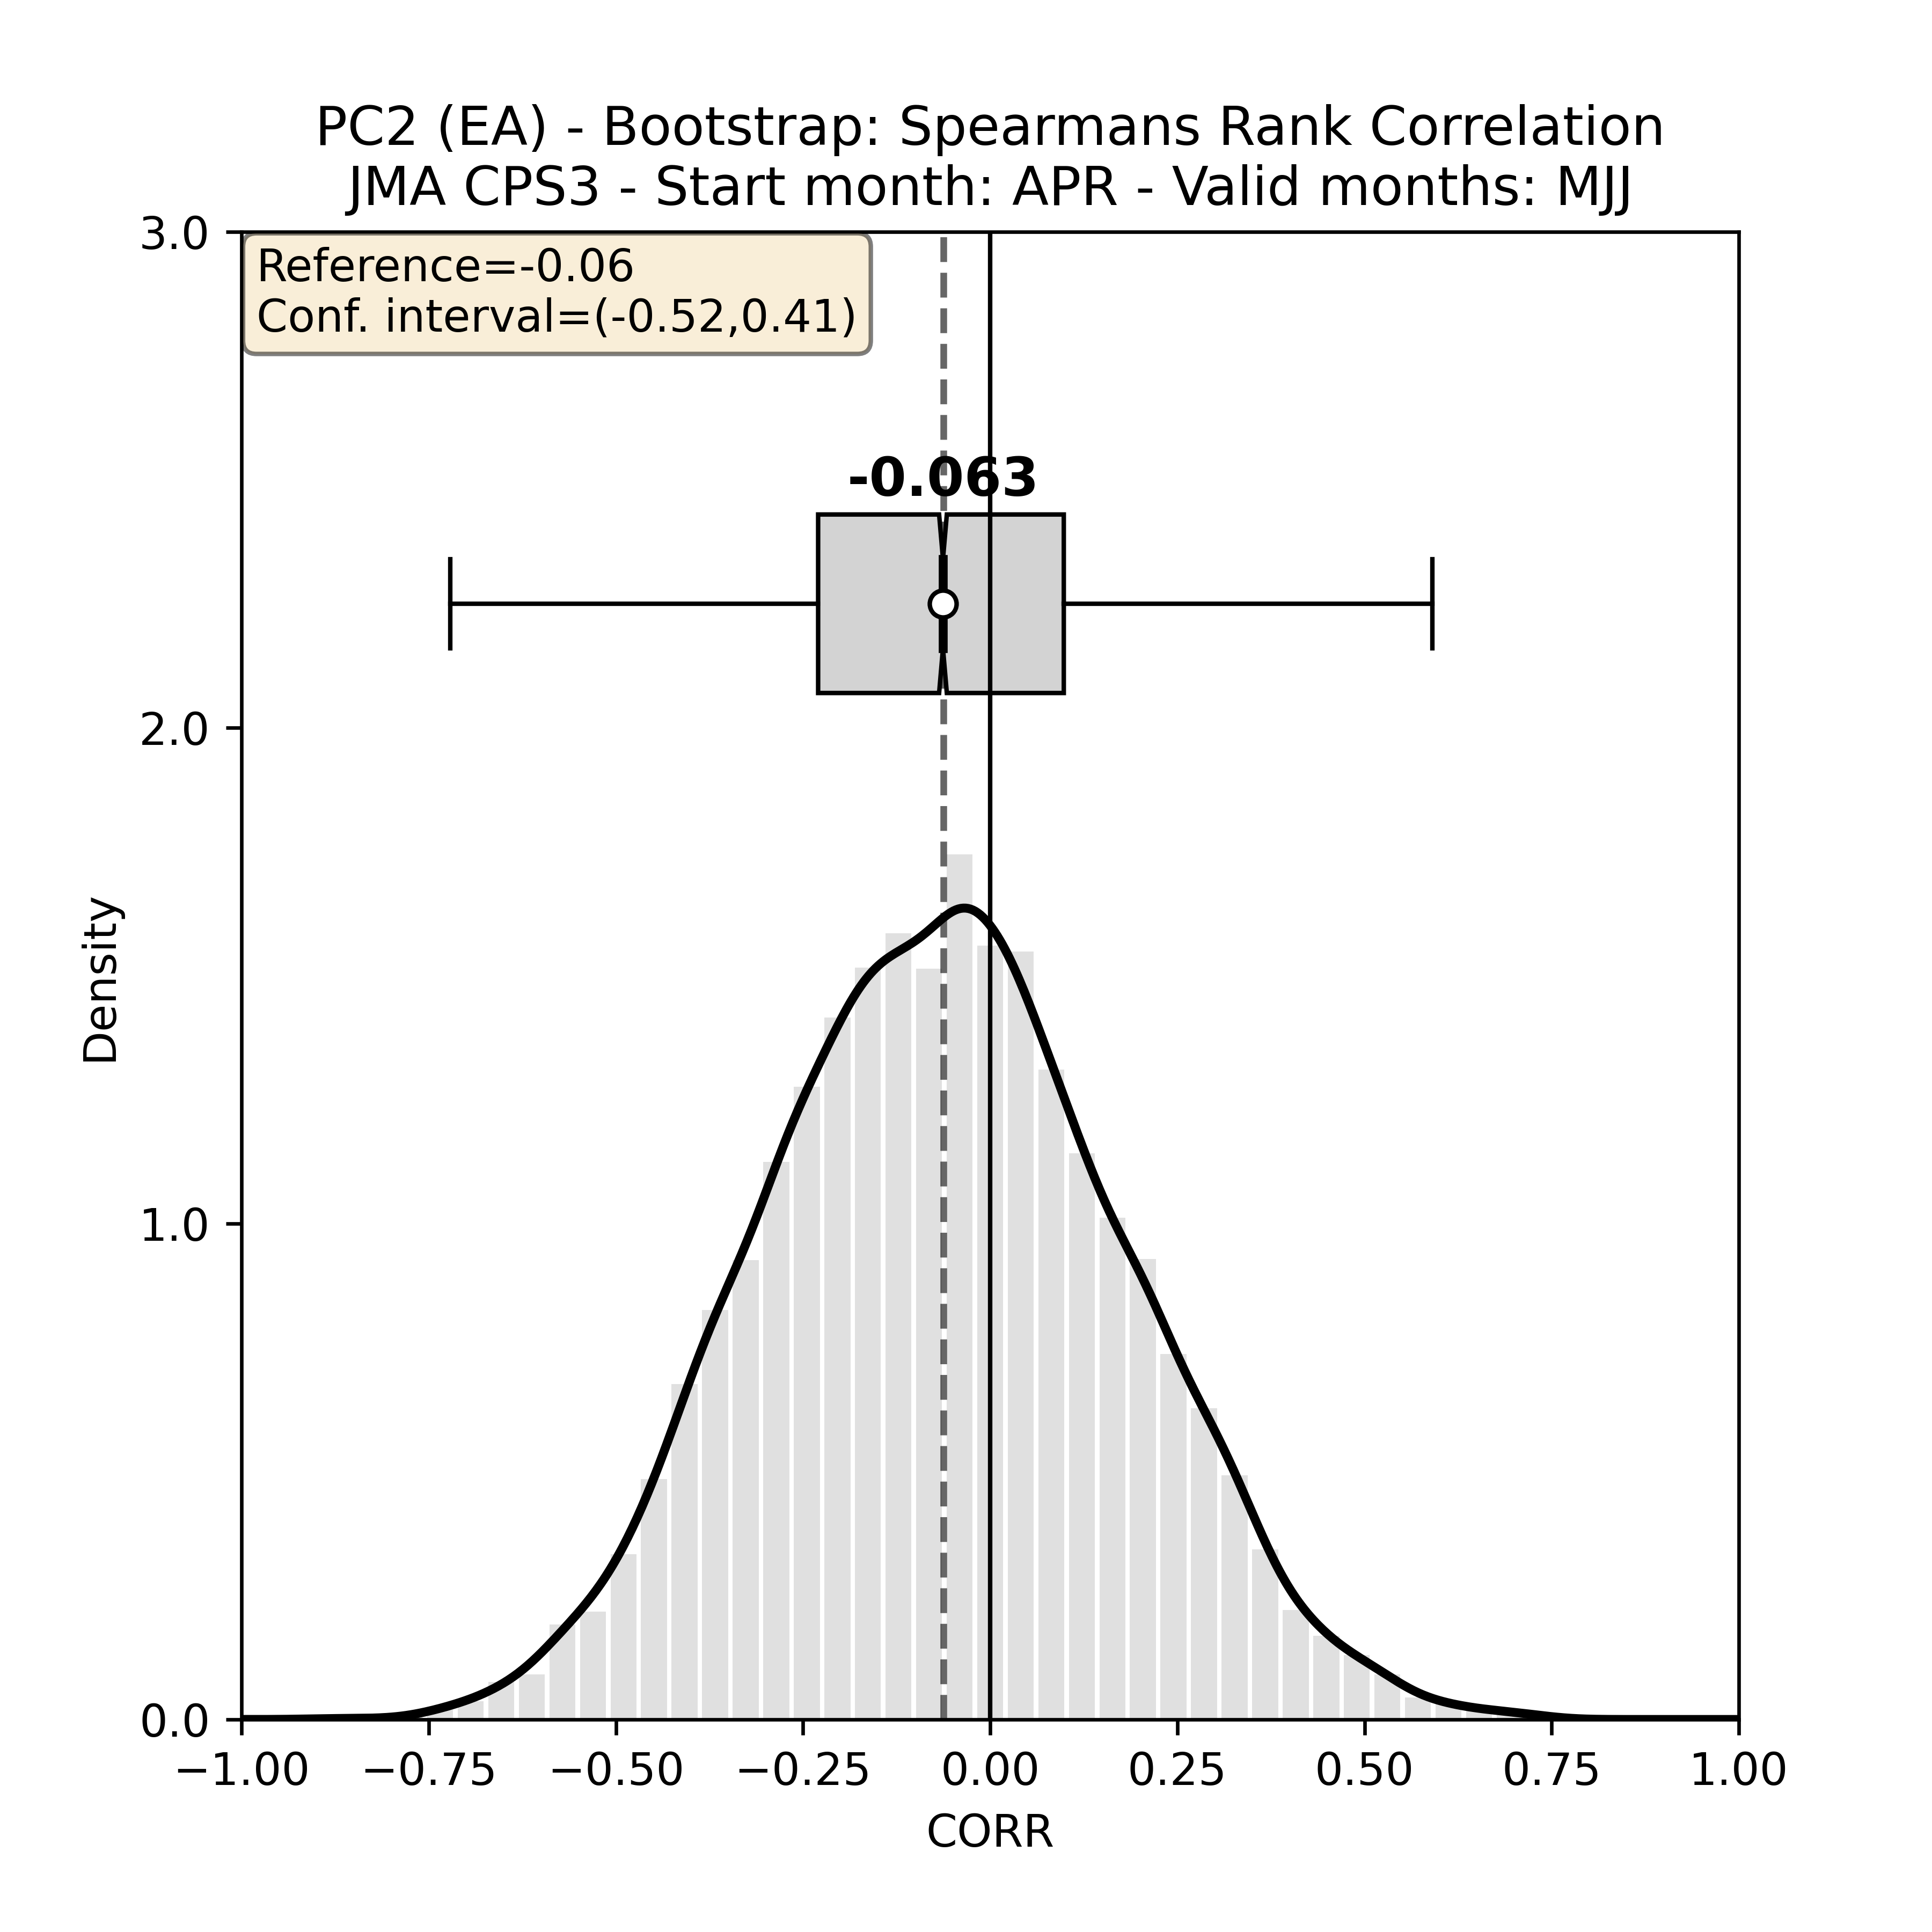 PC2 (EA) - Bootstrap: Spearmans Rank Correlation
JMA CPS3 - Start month: APR - Valid months: MJJ
3.0
Reference=-0.06
Conf. interval=(-0.52,0.41)
-0.063
2.0
Density
1.0
0.0
−1.00 −0.75 −0.50 −0.25 0.00 0.25 0.50 0.75 1.00
CORR